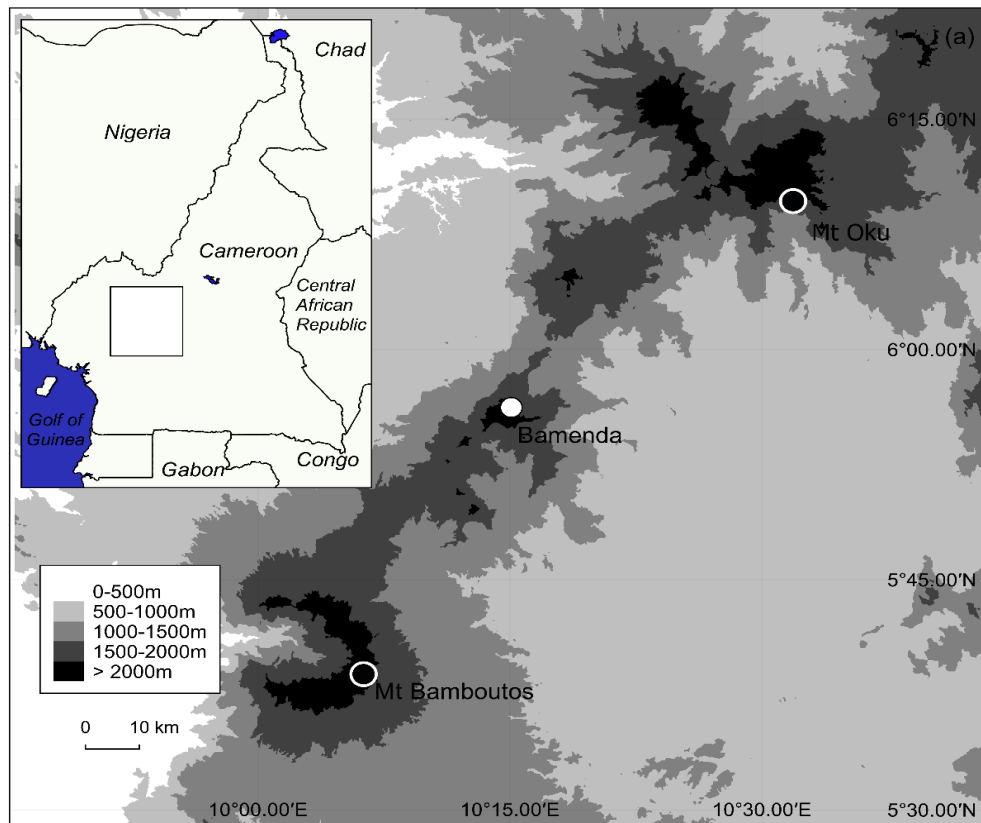 (a)
Chad
Nigeria
Cameroon
Central
African
Republic
Golf of
Guinea
Gabon
Congo
6°15.00'N
Mt Oku
6°00.00'N
Bamenda
5°45.00'N
0-500m
500-1000m
1000-1500m
1500-2000m
> 2000m
Mt Bamboutos
0 10 km
10°00.00'E
10°15.00'E
10°30.00'E
5°30.00'N